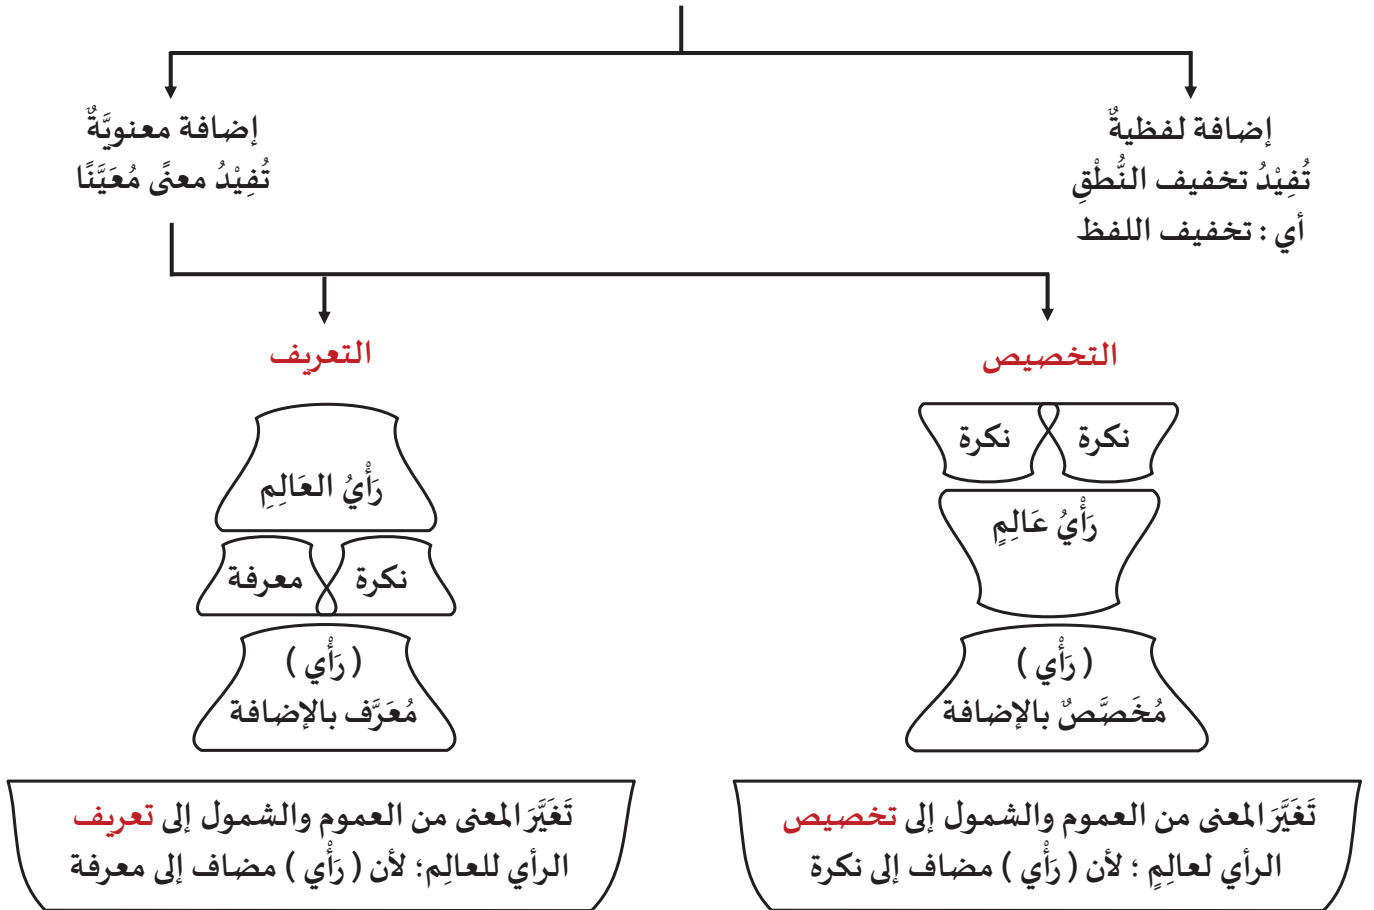 إضافة لفظيةٌ
تُفِيْدُ تخفيف النُّطْقِ
أي : تخفيف اللفظ
إضافة معنويَّةٌ
تُفِيْدُ معنًى مُعَيَّنًا
التخصيص
نكرة
نكرة
رَأْيُ عَالِمٍ
( رَأْي )
مُخَصَّصٌ بالإضافة
تَغَيَّرَ المعنى من العموم والشمول إلى تخصيص
الرأي لعالِمٍ ؛ لأن ( رَأْي ) مضاف إلى نكرة
التعريف
رَأْيُ العَالِمِ
نكرة
معرفة
( رَأْي )
مُعَرَّف بالإضافة
تَغَيَّرَ المعنى من العموم والشمول إلى تعريف
الرأي للعالِم؛ لأن ( رَأْي ) مضاف إلى معرفة